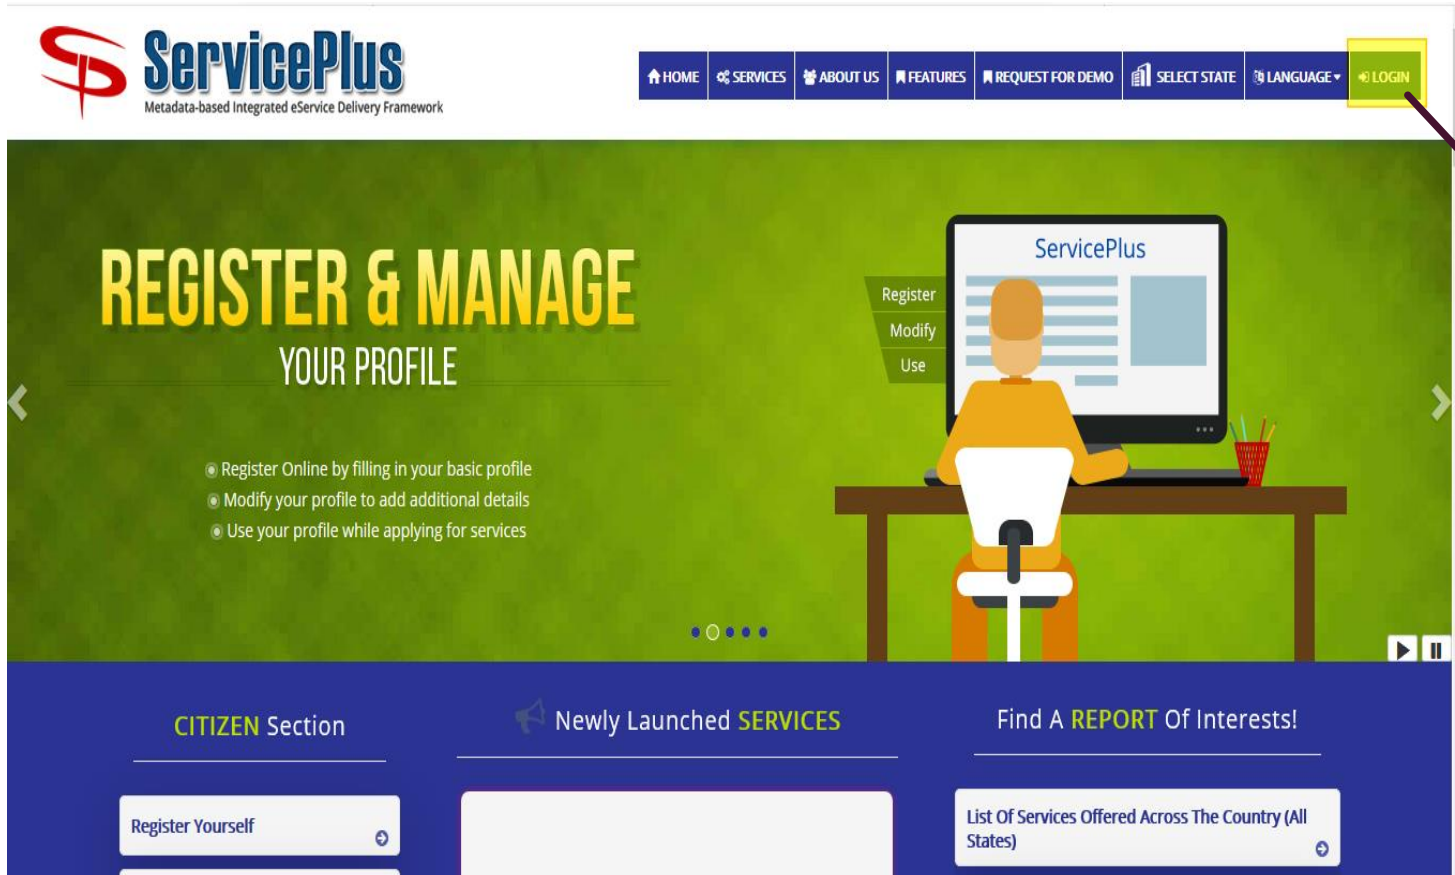 ServicePlus
Metadata-based Integrated eService Delivery Framework
HOME SERVICES ABOUT US FEATURES REQUEST FOR DEMO SELECT STATE LANGUAGE LOGIN
REGISTER & MANAGE
YOUR PROFILE
Register Online by filling in your basic profile
Modify your profile to add additional details
Use your profile while applying for services
ServicePlus
Register
Modify
Use
CITIZEN Section
Register Yourself
Newly Launched SERVICES
Find A REPORT Of Interests!
List Of Services Offered Across The Country (All
States)